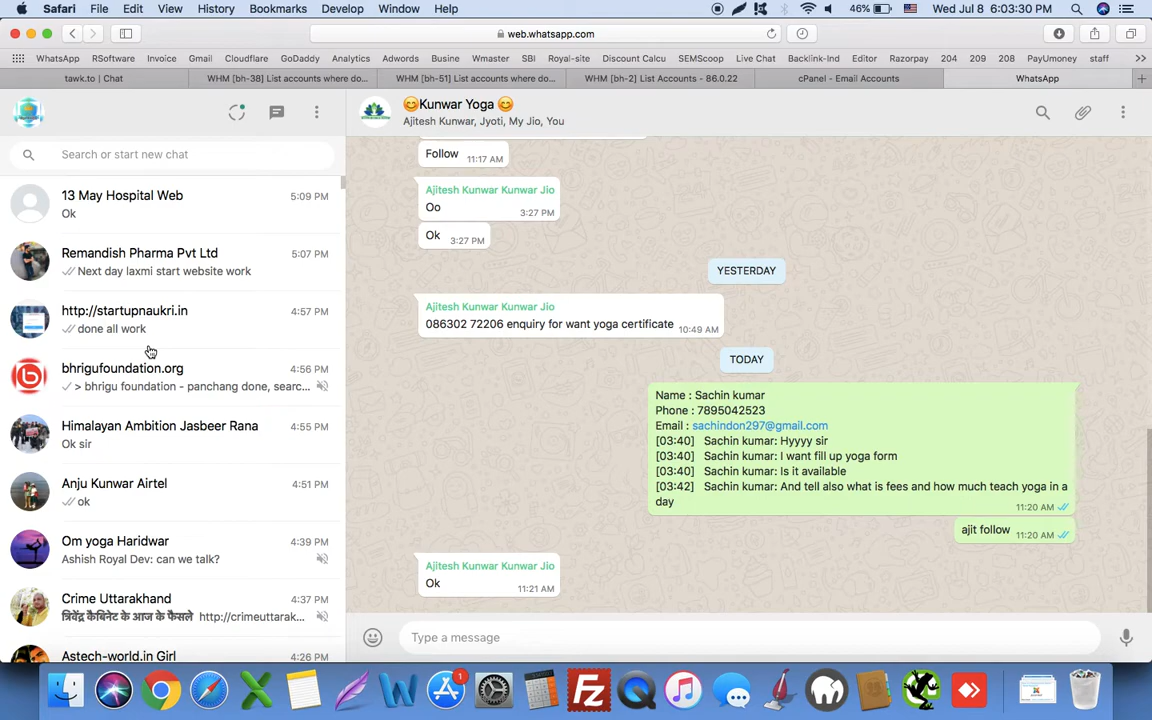 Safari File Edit View History Bookmarks Develop Window Help
46% Wed Jul 8 6:03:30 PM
web.whatsapp.com
WhatsApp RSoftware Invoice Gmail Cloudflare GoDaddy Analytics Adwords Busine Wmaster SBI Royal-site Discount Calcu SEMScoop Live Chat Backlink-Ind Editor Razorpay 204 209 208 PayUmoney staff
tawk.to | Chat
WHM [bh-38] List accounts where do...
WHM [bh-51] List accounts where do...
WHM [bh-2] List Accounts - 86.0.22
cPanel - Email Accounts
WhatsApp
Search or start new chat
13 May Hospital Web 5:09 PM
Ok
Remandish Pharma Pvt Ltd 5:07 PM
Next day laxmi start website work
http://startupnaukri.in 4:57 PM
done all work
bhrigufoundation.org 4:56 PM
> bhrigu foundation - panchang done, searc...
Himalayan Ambition Jasbeer Rana 4:55 PM
Ok sir
Anju Kunwar Airtel 4:51 PM
ok
Om yoga Haridwar 4:39 PM
Ashish Royal Dev: can we talk?
Crime Uttarakhand 4:37 PM
त्रिवेंद्र कैबिनेट के आज के फैसले http://crimeuttarak...
Astech-world.in Girl 4:26 PM
Kunwar Yoga
Ajitesh Kunwar, Jyoti, My Jio, You
Follow 11:17 AM
Ajitesh Kunwar Kunwar Jio
Oo
3:27 PM
Ok 3:27 PM
YESTERDAY
Ajitesh Kunwar Kunwar Jio
086302 72206 enquiry for want yoga certificate 10:49 AM
TODAY
Name : Sachin kumar
Phone : 7895042523
Email : sachindon297@gmail.com
[03:40] Sachin kumar: Hyyyy sir
[03:40] Sachin kumar: I want fill up yoga form
[03:40] Sachin kumar: Is it available
[03:42] Sachin kumar: And tell also what is fees and how much teach yoga in a
day
11:20 AM
ajit follow 11:20 AM
Ajitesh Kunwar Kunwar Jio
Ok
11:21 AM
Type a message
1